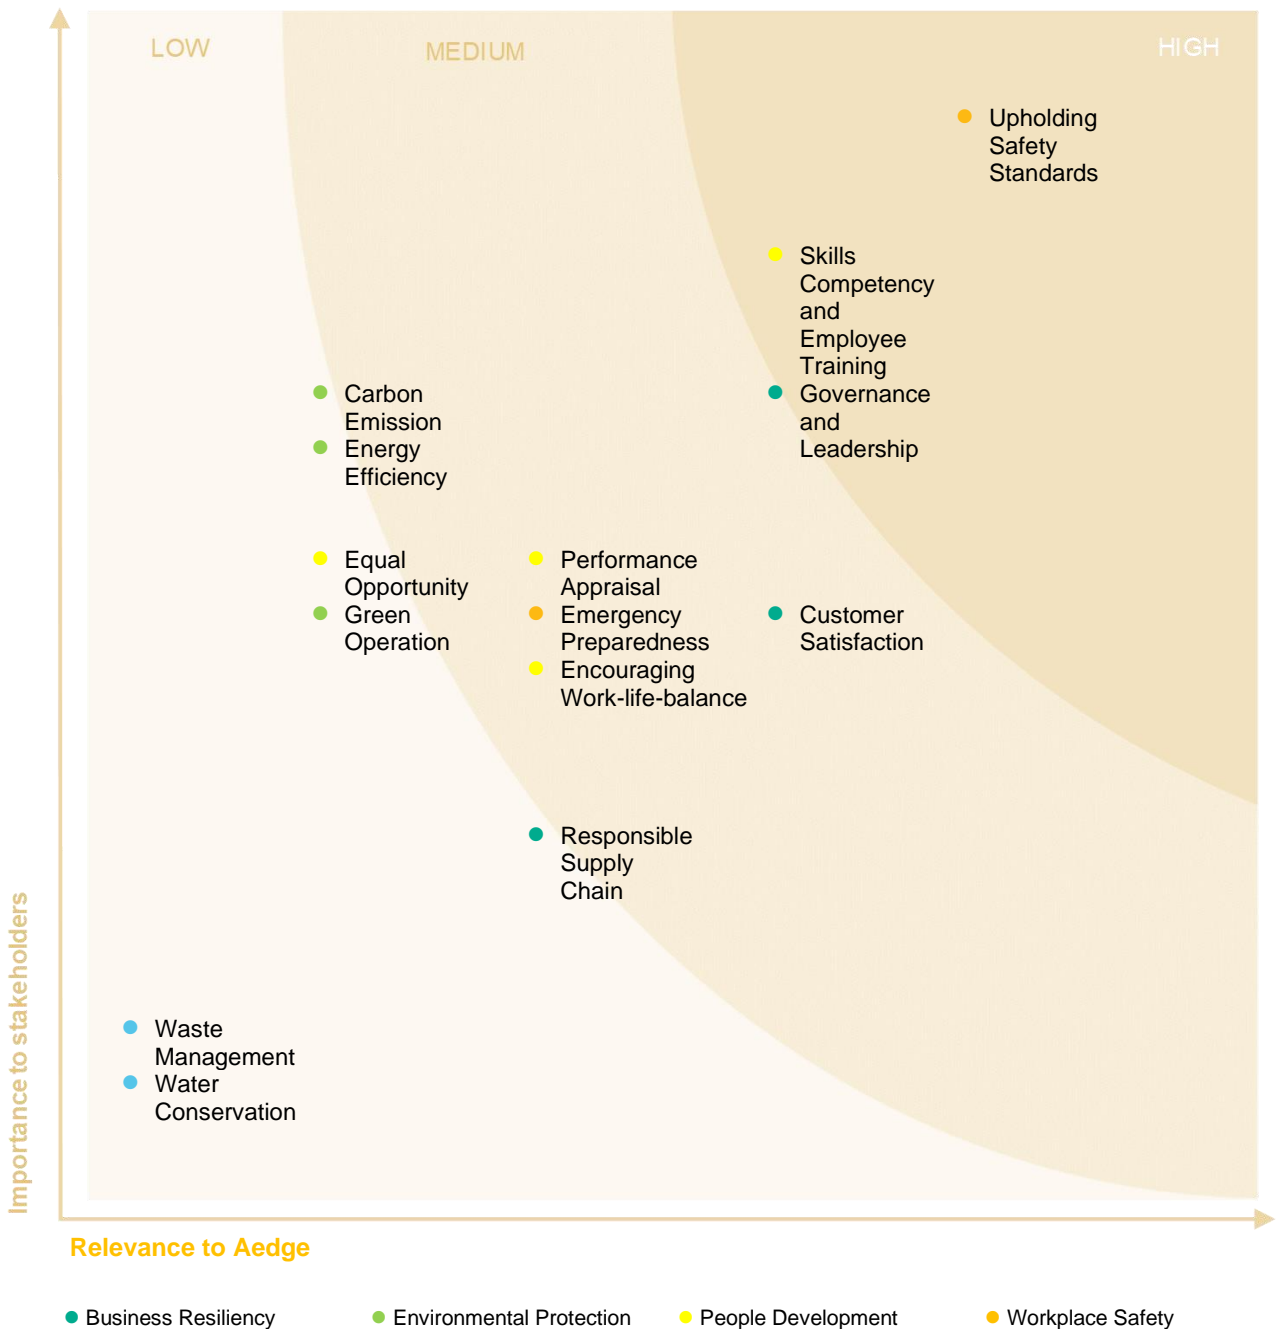 LOW
MEDIUM
HIGH
Upholding
Safety
Standards
Skills
Competency
and
Employee
Training
Carbon
Emission
Governance
and
Leadership
Energy
Efficiency
Equal
Opportunity
Performance
Appraisal
Green
Operation
Emergency
Preparedness
Customer
Satisfaction
Encouraging
Work-life-balance
Responsible
Supply
Chain
Waste
Management
Water
Conservation
Importance to stakeholders
Relevance to Aedge
Business Resiliency
Environmental Protection
People Development
Workplace Safety